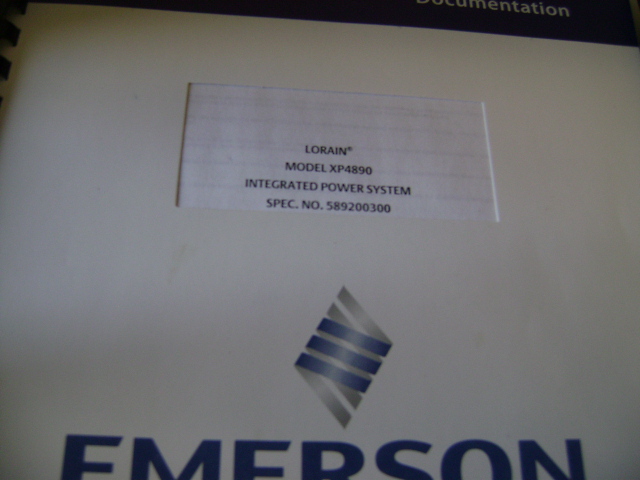 Documentation
LORAIN®
MODEL XP4890
INTEGRATED POWER SYSTEM
SPEC. NO. 589200300
EMERSON